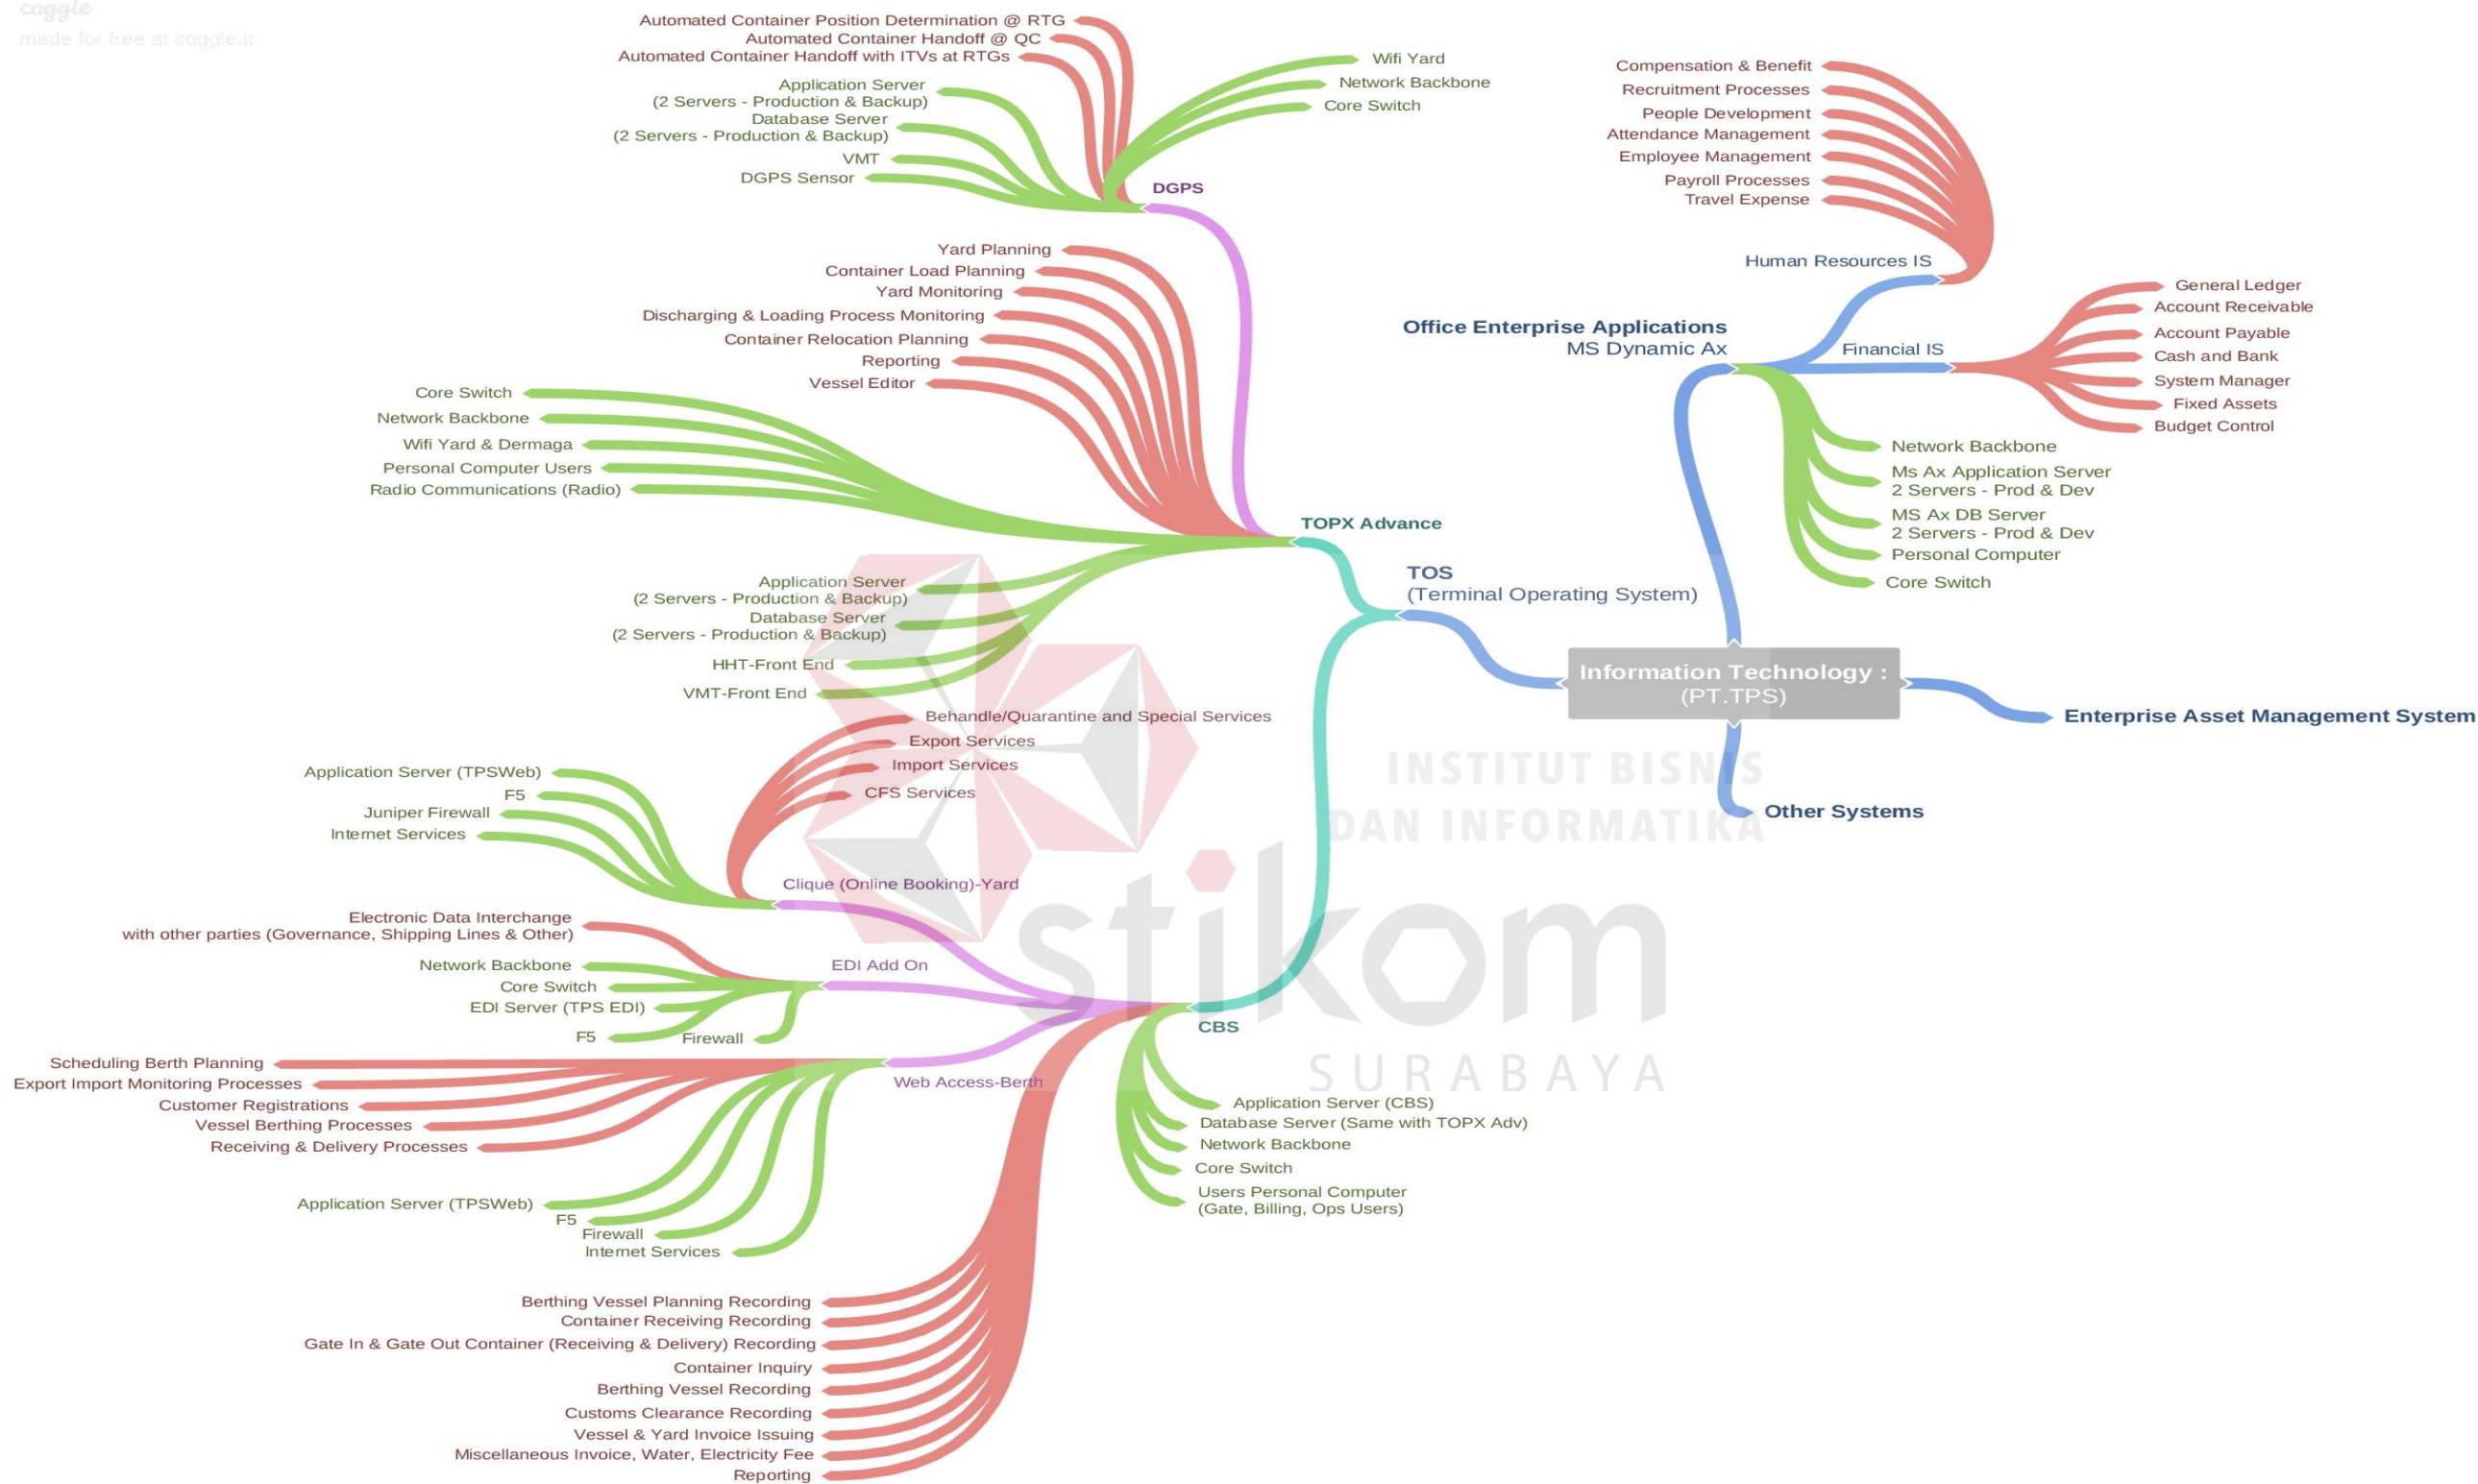 coggle
made for free at coggle.it
Automated Container Position Determination @ RTG
Automated Container Handoff @ QC
Automated Container Handoff with ITVs at RTGs
Application Server
(2 Servers - Production & Backup)
Database Server
(2 Servers - Production & Backup)
VMT
DGPS Sensor
Wifi Yard
Network Backbone
Core Switch
DGPS
Yard Planning
Container Load Planning
Yard Monitoring
Discharging & Loading Process Monitoring
Container Relocation Planning
Reporting
Vessel Editor
Core Switch
Network Backbone
Wifi Yard & Dermaga
Personal Computer Users
Radio Communications (Radio)
TOPX Advance
Application Server
(2 Servers - Production & Backup)
Database Server
(2 Servers - Production & Backup)
HHT-Front End
VMT-Front End
TOS
(Terminal Operating System)
Compensation & Benefit
Recruitment Processes
People Development
Attendance Management
Employee Management
Payroll Processes
Travel Expense
Human Resources IS
Office Enterprise Applications
MS Dynamic Ax
Financial IS
General Ledger
Account Receivable
Account Payable
Cash and Bank
System Manager
Fixed Assets
Budget Control
Network Backbone
Ms Ax Application Server
2 Servers - Prod & Dev
MS Ax DB Server
2 Servers - Prod & Dev
Personal Computer
Core Switch
Information Technology :
(PT.TPS)
Enterprise Asset Management System
Other Systems
Behandle/Quarantine and Special Services
Export Services
Import Services
CFS Services
Application Server (TPSWeb)
F5
Juniper Firewall
Internet Services
Clique (Online Booking)-Yard
Electronic Data Interchange
with other parties (Governance, Shipping Lines & Other)
Network Backbone
Core Switch
EDI Server (TPS EDI)
F5
Firewall
EDI Add On
Scheduling Berth Planning
Export Import Monitoring Processes
Customer Registrations
Vessel Berthing Processes
Receiving & Delivery Processes
Web Access-Berth
Application Server (TPSWeb)
F5
Firewall
Internet Services
CBS
Application Server (CBS)
Database Server (Same with TOPX Adv)
Network Backbone
Core Switch
Users Personal Computer
(Gate, Billing, Ops Users)
Berthing Vessel Planning Recording
Container Receiving Recording
Gate In & Gate Out Container (Receiving & Delivery) Recording
Container Inquiry
Berthing Vessel Recording
Customs Clearance Recording
Vessel & Yard Invoice Issuing
Miscellaneous Invoice, Water, Electricity Fee
Reporting
INSTITUT BISNIS
DAN INFORMATIKA
stikom
SURABAYA